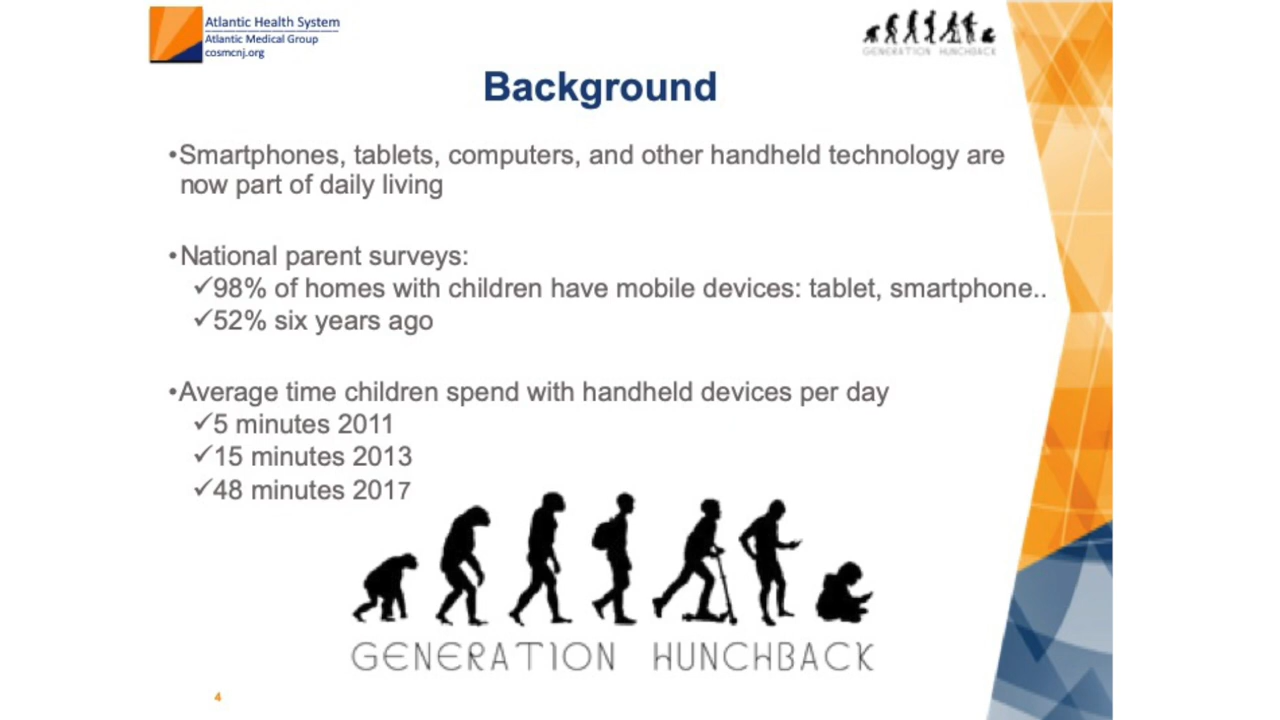 Atlantic Health System
Atlantic Medical Group
cosmcnj.org
GENERATION HUNCHBACK
Background
•Smartphones, tablets, computers, and other handheld technology are
now part of daily living
•National parent surveys:
✓98% of homes with children have mobile devices: tablet, smartphone..
✓52% six years ago
•Average time children spend with handheld devices per day
✓5 minutes 2011
✓15 minutes 2013
✓48 minutes 2017
GENERATION HUNCHBACK
4